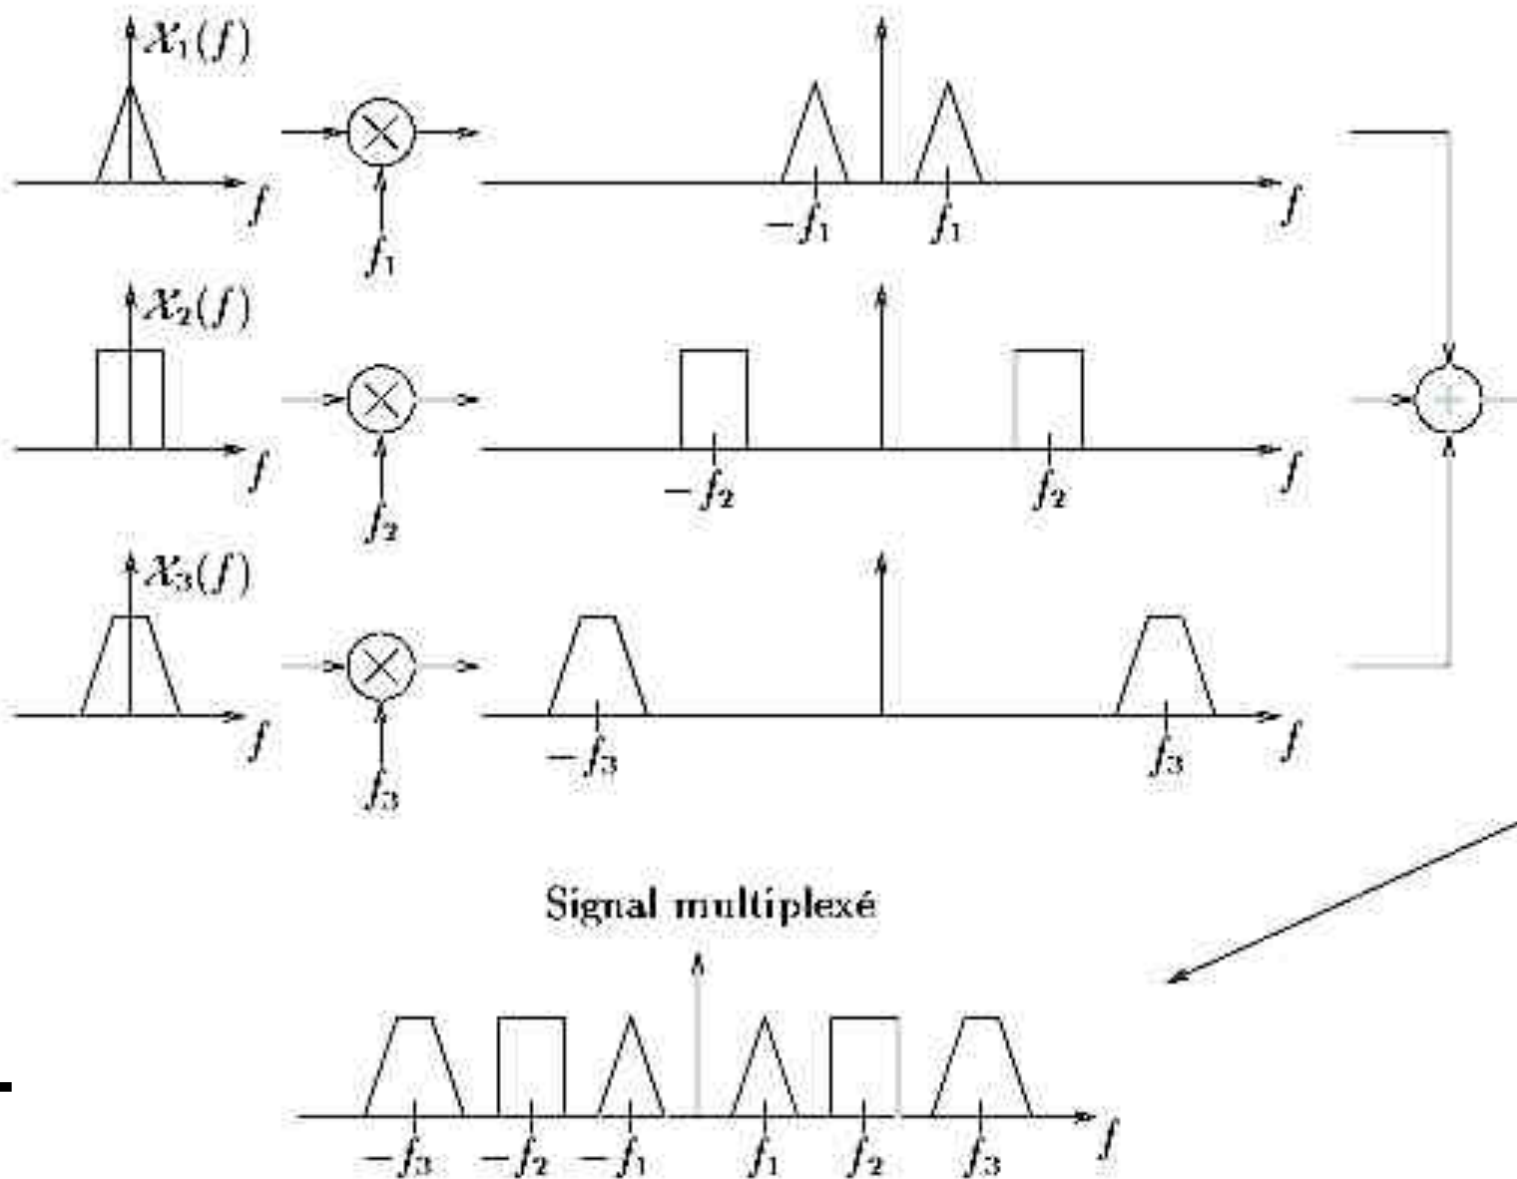 X₁(f)
f
f₁
−f₁
f₁
f
X₂(f)
f
f₂
−f₂
f₂
f
X₃(f)
f
f₃
−f₃
f₃
f
Signal multiplexé
−f₃ −f₂ −f₁ f₁ f₂ f₃ f